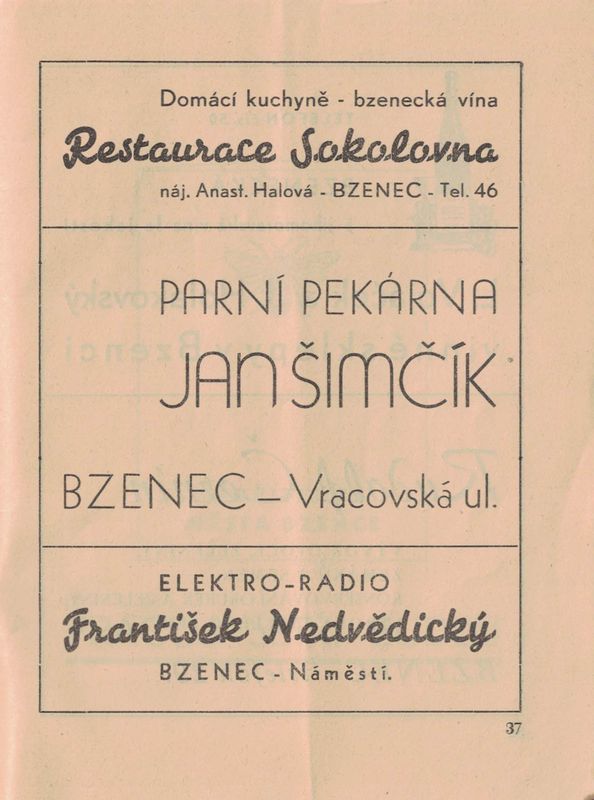 Domácí kuchyně - bzenecká vína
Restaurace Sokolovna
náj. Anast. Halová - BZENEC - Tel. 46
PARNÍ PEKÁRNA
JAN ŠIMČÍK
BZENEC — Vracovská ul.
ELEKTRO-RADIO
František Nedvědický
BZENEC - Náměstí.
37